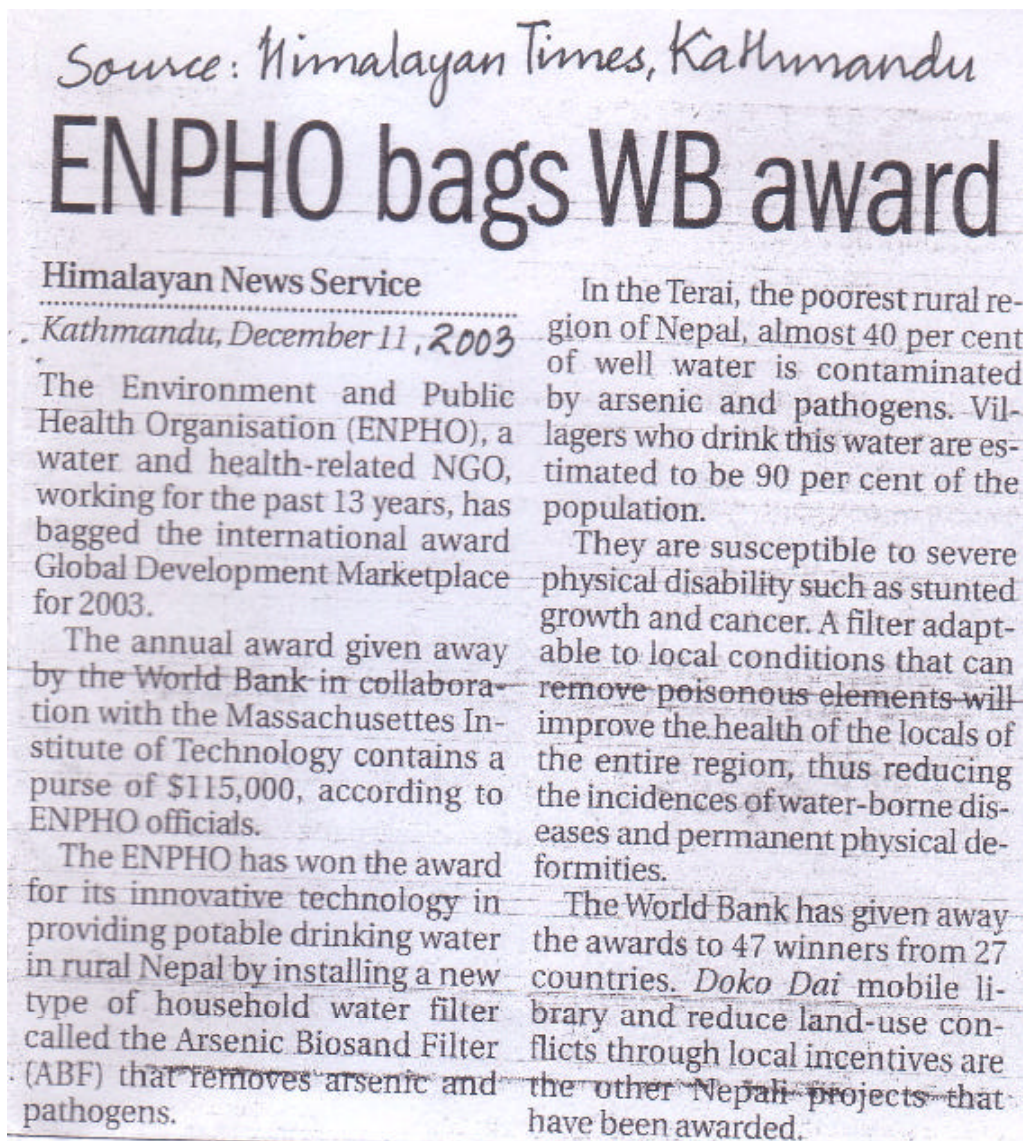 Source: Himalayan Times, Kathmandu
ENPHO bags WB award
Himalayan News Service
Kathmandu, December 11, 2003
The Environment and Public
Health Organisation (ENPHO), a
water and health-related NGO,
working for the past 13 years, has
bagged the international award
Global Development Marketplace
for 2003.
The annual award given away
by the World Bank in collabora-
tion with the Massachusettes In-
stitute of Technology contains a
purse of $115,000, according to
ENPHO officials.
The ENPHO has won the award
for its innovative technology in
providing potable drinking water
in rural Nepal by installing a new
type of household water filter
called the Arsenic Biosand Filter
(ABF) that removes arsenic and
pathogens.
In the Terai, the poorest rural re-
gion of Nepal, almost 40 per cent
of well water is contaminated
by arsenic and pathogens. Vil-
lagers who drink this water are es-
timated to be 90 per cent of the
population.
They are susceptible to severe
physical disability such as stunted
growth and cancer. A filter adapt-
able to local conditions that can
remove poisonous elements will
improve the health of the locals of
the entire region, thus reducing
the incidences of water-borne dis-
eases and permanent physical de-
formities.
The World Bank has given away
the awards to 47 winners from 27
countries. Doko Dai mobile li-
brary and reduce land-use con-
flicts through local incentives are
the other Nepali projects that
have been awarded.